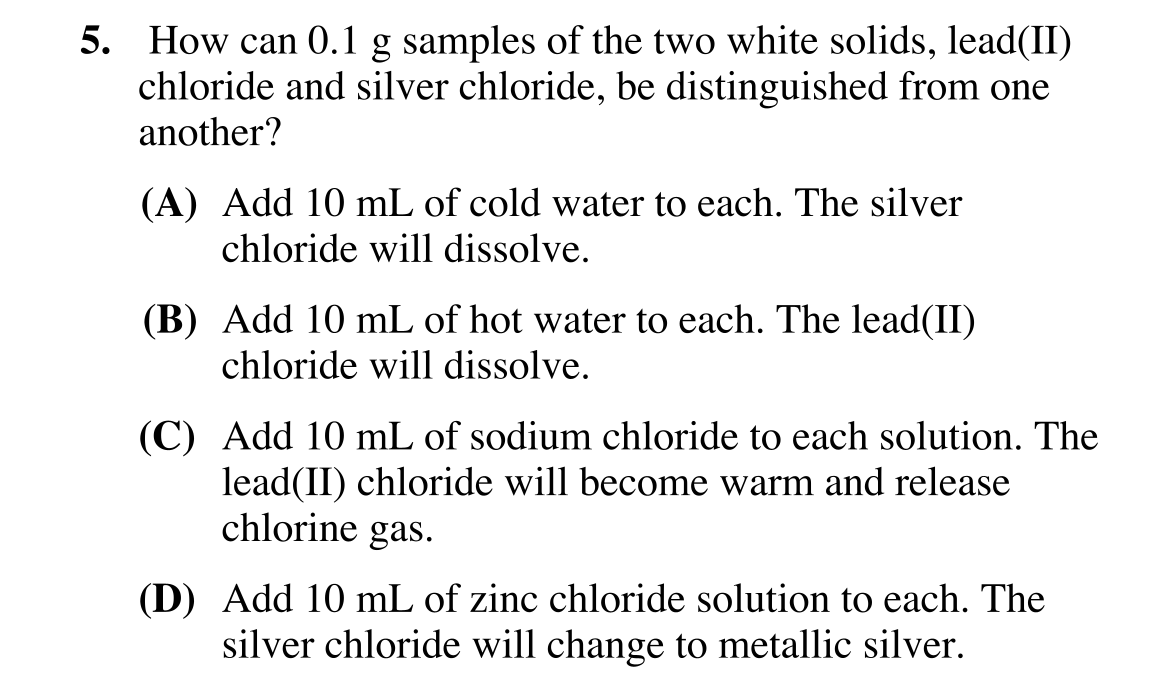 5. How can 0.1 g samples of the two white solids, lead(II)
chloride and silver chloride, be distinguished from one
another?
(A) Add 10 mL of cold water to each. The silver
chloride will dissolve.
(B) Add 10 mL of hot water to each. The lead(II)
chloride will dissolve.
(C) Add 10 mL of sodium chloride to each solution. The
lead(II) chloride will become warm and release
chlorine gas.
(D) Add 10 mL of zinc chloride solution to each. The
silver chloride will change to metallic silver.